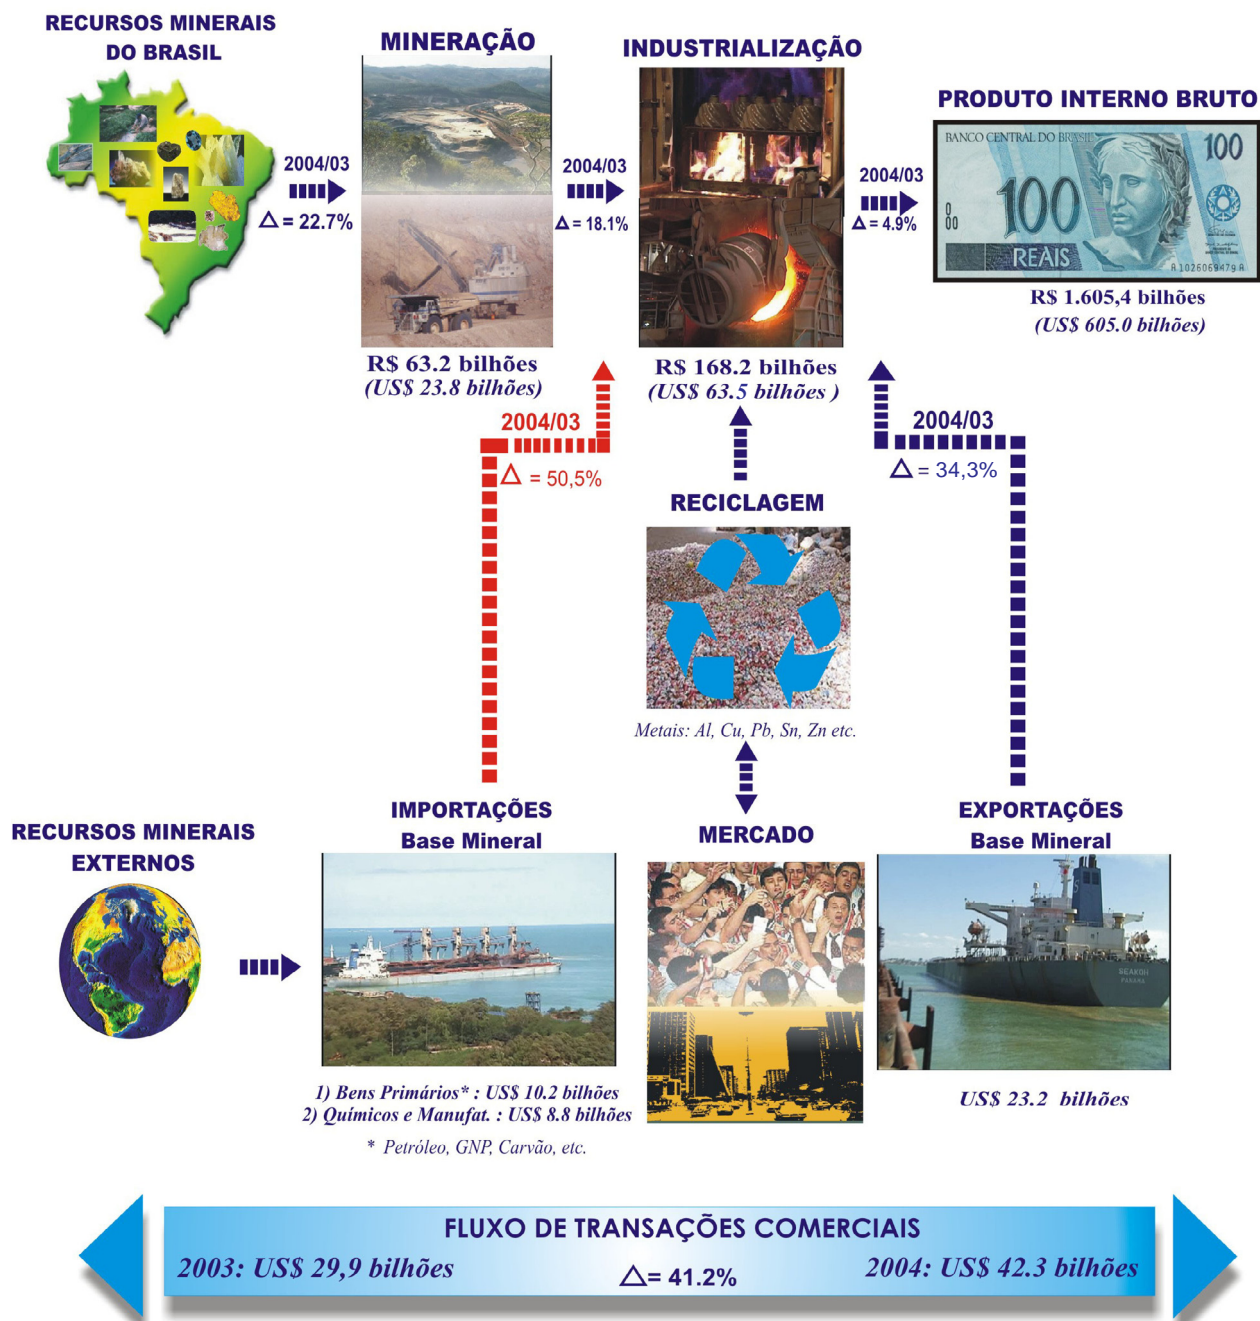 RECURSOS MINERAIS
DO BRASIL
MINERAÇÃO
INDUSTRIALIZAÇÃO
PRODUTO INTERNO BRUTO
2004/03
Δ = 22.7%
2004/03
Δ = 18.1%
2004/03
Δ = 4.9%
BANCO CENTRAL DO BRASIL
100
100
REAIS
A 1026069479 A
R$ 63.2 bilhões
(US$ 23.8 bilhões)
R$ 168.2 bilhões
(US$ 63.5 bilhões )
R$ 1.605,4 bilhões
(US$ 605.0 bilhões)
2004/03
Δ = 50,5%
2004/03
Δ = 34,3%
RECICLAGEM
Metais: Al, Cu, Pb, Sn, Zn etc.
RECURSOS MINERAIS
EXTERNOS
IMPORTAÇÕES
Base Mineral
MERCADO
EXPORTAÇÕES
Base Mineral
1) Bens Primários* : US$ 10.2 bilhões
2) Químicos e Manufat. : US$ 8.8 bilhões
* Petróleo, GNP, Carvão, etc.
US$ 23.2 bilhões
FLUXO DE TRANSAÇÕES COMERCIAIS
2003: US$ 29,9 bilhões
Δ= 41.2%
2004: US$ 42.3 bilhões